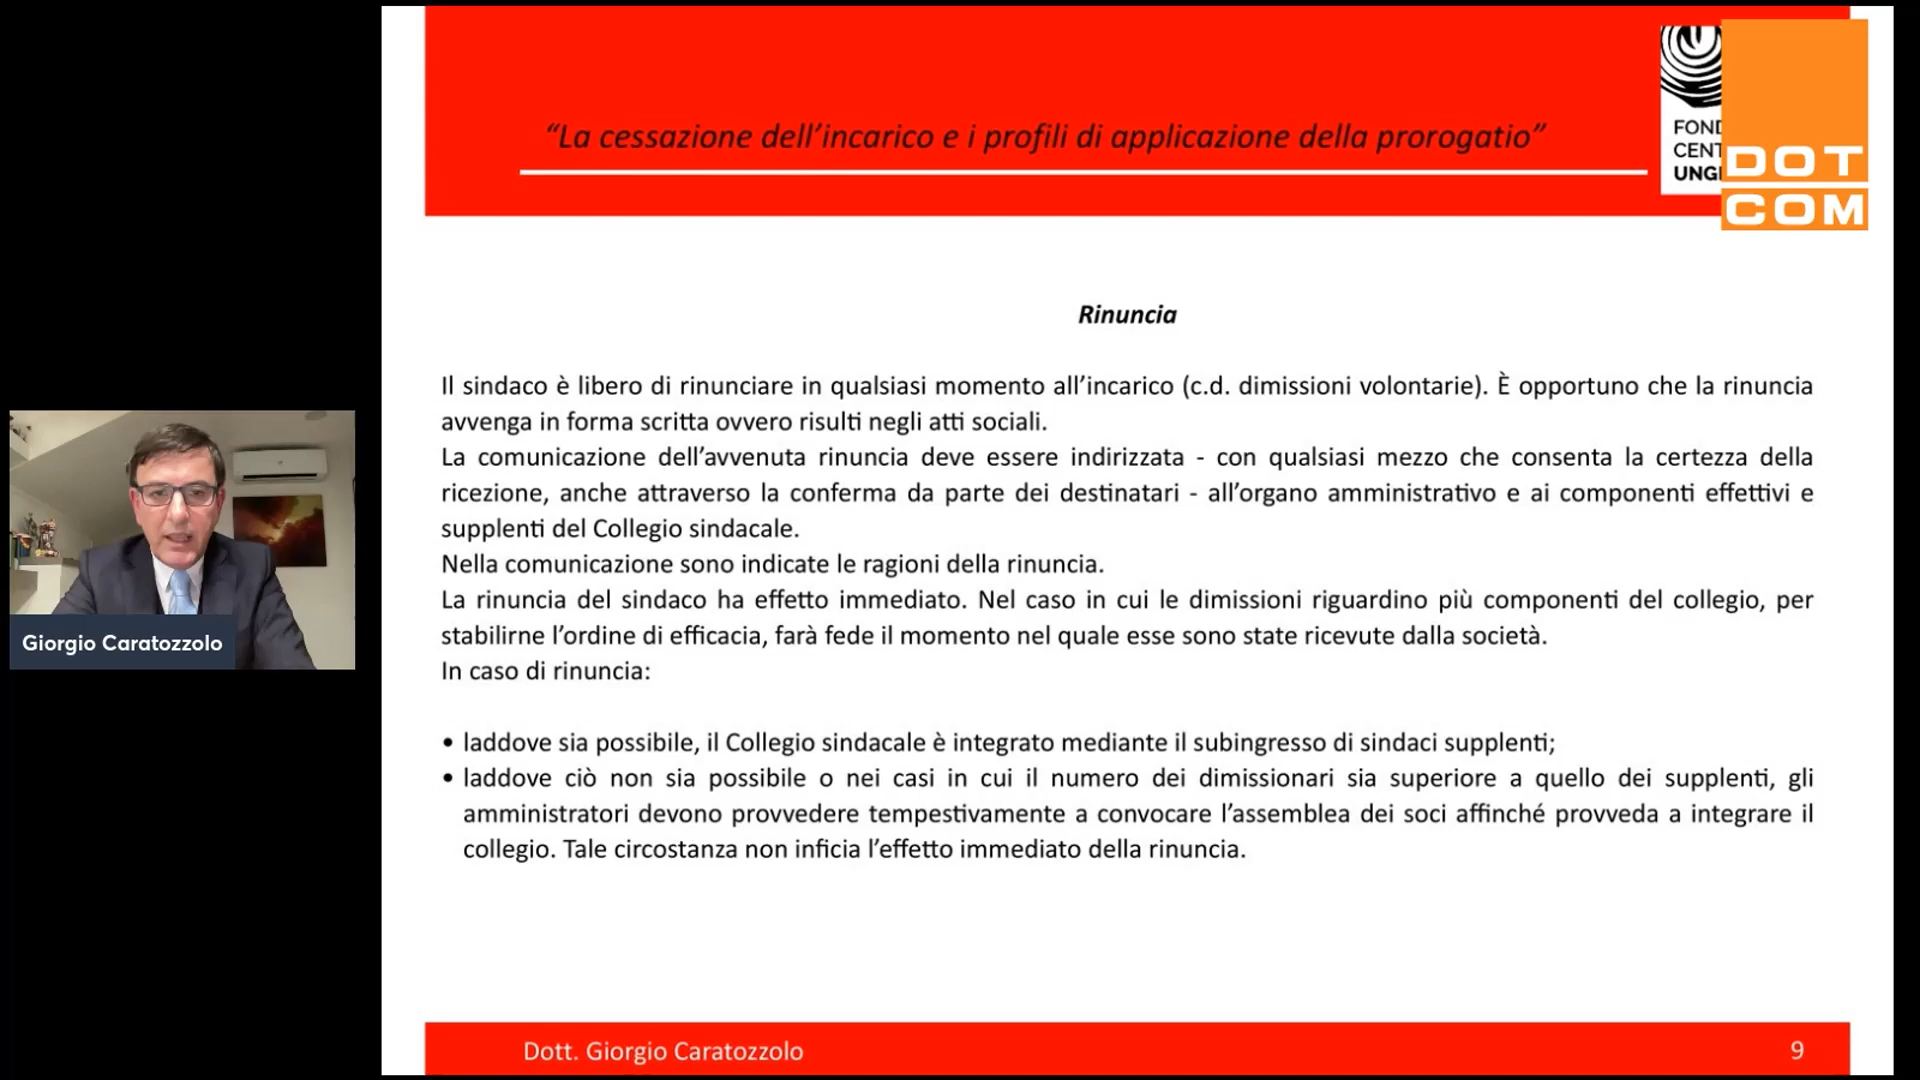 “La cessazione dell’incarico e i profili di applicazione della prorogatio”
FOND
CENT
UNG
DOT
COM
Rinuncia
Il sindaco è libero di rinunciare in qualsiasi momento all’incarico (c.d. dimissioni volontarie). È opportuno che la rinuncia
avvenga in forma scritta ovvero risulti negli atti sociali.
La comunicazione dell’avvenuta rinuncia deve essere indirizzata - con qualsiasi mezzo che consenta la certezza della
ricezione, anche attraverso la conferma da parte dei destinatari - all’organo amministrativo e ai componenti effettivi e
supplenti del Collegio sindacale.
Nella comunicazione sono indicate le ragioni della rinuncia.
La rinuncia del sindaco ha effetto immediato. Nel caso in cui le dimissioni riguardino più componenti del collegio, per
stabilirne l’ordine di efficacia, farà fede il momento nel quale esse sono state ricevute dalla società.
In caso di rinuncia:
• laddove sia possibile, il Collegio sindacale è integrato mediante il subingresso di sindaci supplenti;
• laddove ciò non sia possibile o nei casi in cui il numero dei dimissionari sia superiore a quello dei supplenti, gli
amministratori devono provvedere tempestivamente a convocare l’assemblea dei soci affinché provveda a integrare il
collegio. Tale circostanza non inficia l’effetto immediato della rinuncia.
Giorgio Caratozzolo
Dott. Giorgio Caratozzolo
9